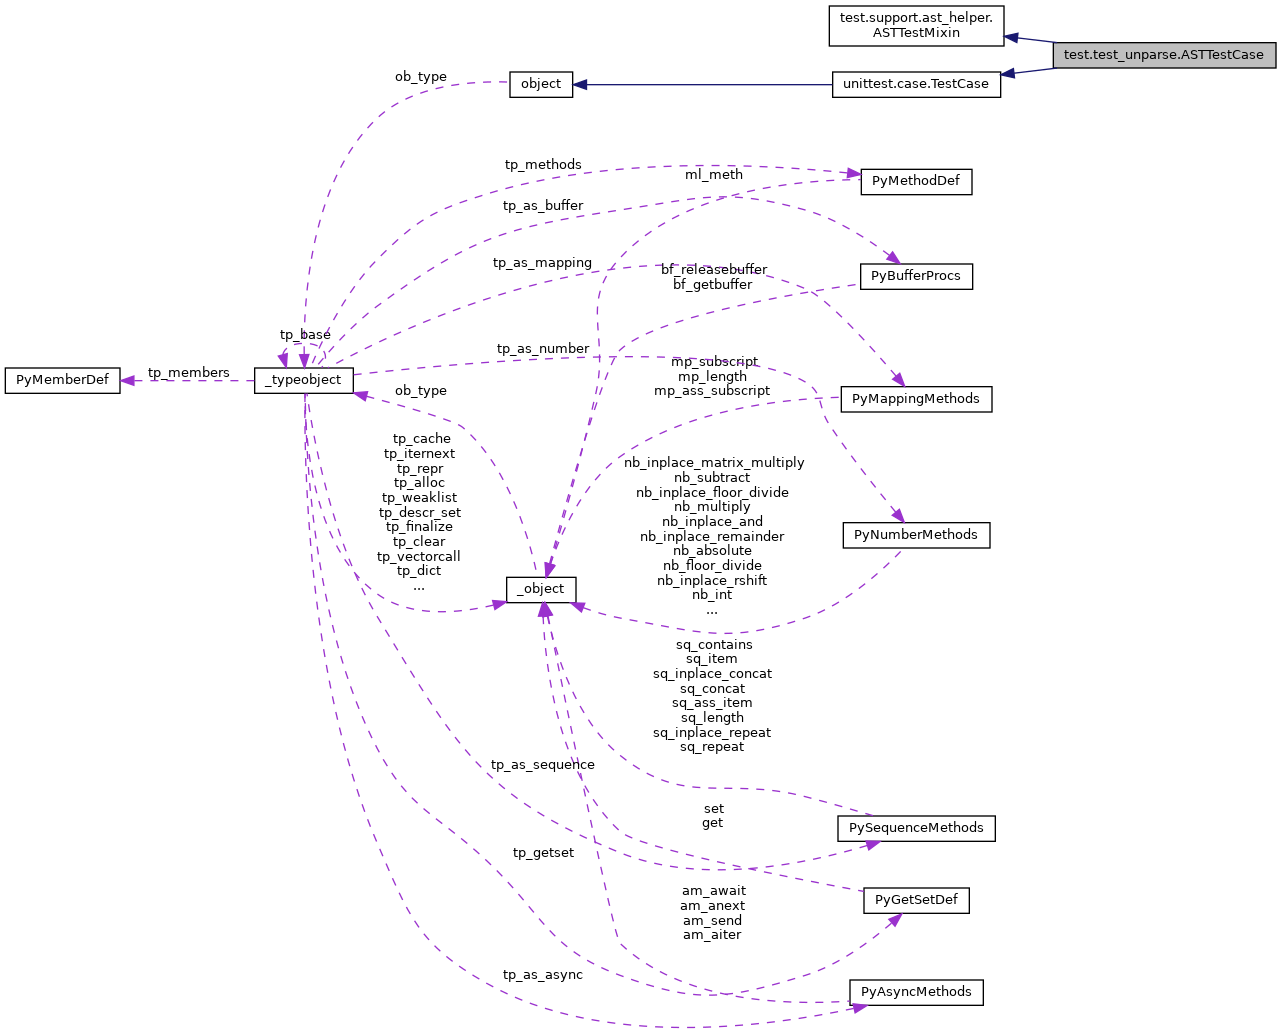 test.support.ast_helper.
ASTTestMixin
test.test_unparse.ASTTestCase
ob_type
object
unittest.case.TestCase
tp_methods
ml_meth
PyMethodDef
tp_as_buffer
tp_as_mapping
bf_releasebuffer
bf_getbuffer
PyBufferProcs
tp_base
tp_as_number
mp_subscript
mp_length
mp_ass_subscript
PyMemberDef
tp_members
_typeobject
ob_type
PyMappingMethods
tp_cache
tp_iternext
tp_repr
tp_alloc
tp_weaklist
tp_descr_set
tp_finalize
tp_clear
tp_vectorcall
tp_dict
...
nb_inplace_matrix_multiply
nb_subtract
nb_inplace_floor_divide
nb_multiply
nb_inplace_and
nb_inplace_remainder
nb_absolute
nb_floor_divide
nb_inplace_rshift
nb_int
...
PyNumberMethods
_object
sq_contains
sq_item
sq_inplace_concat
sq_concat
sq_ass_item
sq_length
sq_inplace_repeat
sq_repeat
tp_as_sequence
set
get
PySequenceMethods
tp_getset
am_await
am_anext
am_send
am_aiter
PyGetSetDef
tp_as_async
PyAsyncMethods